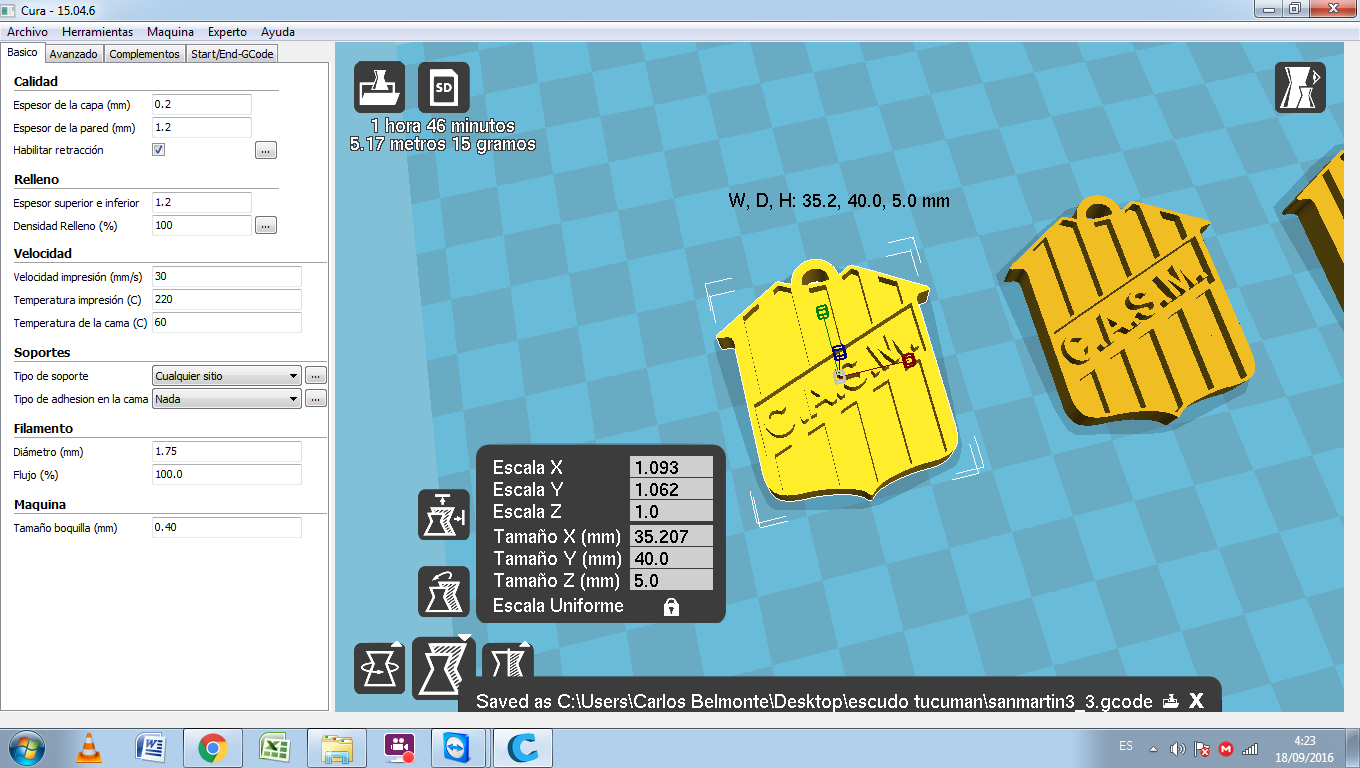 Cura - 15.04.6
Archivo Herramientas Maquina Experto Ayuda
Basico Avanzado Complementos Start/End-GCode
Calidad
Espesor de la capa (mm) 0.2
Espesor de la pared (mm) 1.2
Habilitar retracción ...
Relleno
Espesor superior e inferior 1.2
Densidad Relleno (%) 100 ...
Velocidad
Velocidad impresión (mm/s) 30
Temperatura impresión (C) 220
Temperatura de la cama (C) 60
Soportes
Tipo de soporte Cualquier sitio ...
Tipo de adhesion en la cama Nada ...
Filamento
Diámetro (mm) 1.75
Flujo (%) 100.0
Maquina
Tamaño boquilla (mm) 0.40
SD
1 hora 46 minutos
5.17 metros 15 gramos
W, D, H: 35.2, 40.0, 5.0 mm
C.A.S.M.
C.A.S.M.
Escala X 1.093
Escala Y 1.062
Escala Z 1.0
Tamaño X (mm) 35.207
Tamaño Y (mm) 40.0
Tamaño Z (mm) 5.0
Escala Uniforme
Saved as C:\Users\Carlos Belmonte\Desktop\escudo tucuman\sanmartin3_3.gcode X
ES
4:23
18/09/2016